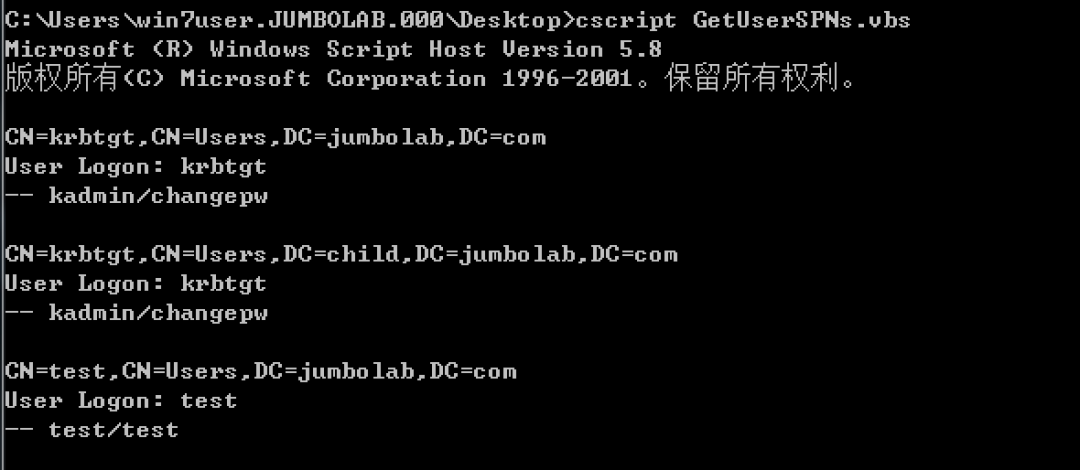 C:\Users\win7user.JUMBOLAB.000\Desktop>cscript GetUserSPNs.vbs
Microsoft (R) Windows Script Host Version 5.8
版权所有(C) Microsoft Corporation 1996-2001。保留所有权利。
CN=krbtgt,CN=Users,DC=jumbolab,DC=com
User Logon: krbtgt
-- kadmin/changepw
CN=krbtgt,CN=Users,DC=child,DC=jumbolab,DC=com
User Logon: krbtgt
-- kadmin/changepw
CN=test,CN=Users,DC=jumbolab,DC=com
User Logon: test
-- test/test